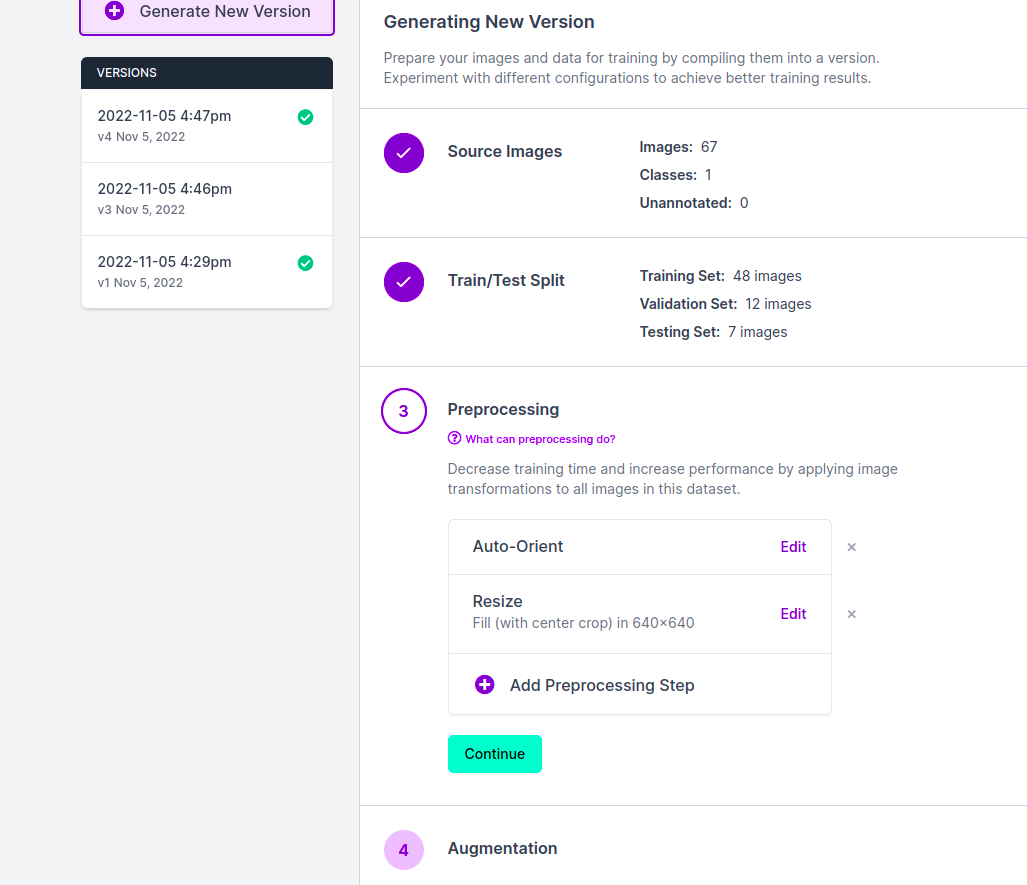 Generate New Version
VERSIONS
2022-11-05 4:47pm
v4 Nov 5, 2022
2022-11-05 4:46pm
v3 Nov 5, 2022
2022-11-05 4:29pm
v1 Nov 5, 2022
Generating New Version
Prepare your images and data for training by compiling them into a version.
Experiment with different configurations to achieve better training results.
Source Images
Images: 67
Classes: 1
Unannotated: 0
Train/Test Split
Training Set: 48 images
Validation Set: 12 images
Testing Set: 7 images
3
Preprocessing
What can preprocessing do?
Decrease training time and increase performance by applying image
transformations to all images in this dataset.
Auto-Orient
Edit
×
Resize
Fill (with center crop) in 640×640
Edit
×
Add Preprocessing Step
Continue
4
Augmentation